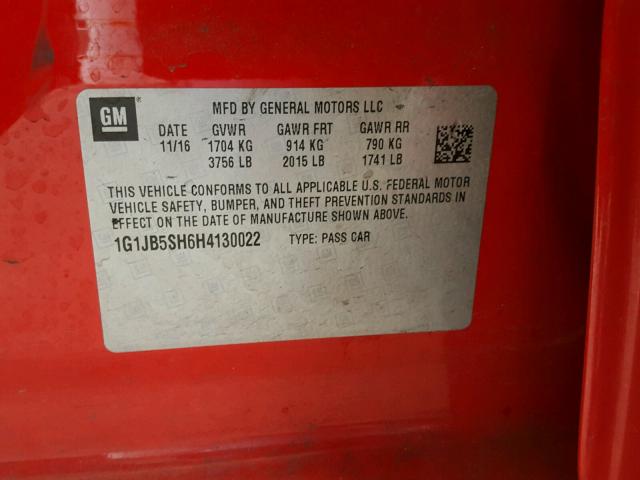 GM ®
MFD BY GENERAL MOTORS LLC
DATE GVWR GAWR FRT GAWR RR
11/16 1704 KG 914 KG 790 KG
3756 LB 2015 LB 1741 LB
THIS VEHICLE CONFORMS TO ALL APPLICABLE U.S. FEDERAL MOTOR
VEHICLE SAFETY, BUMPER, AND THEFT PREVENTION STANDARDS IN
EFFECT ON THE DATE OF MANUFACTURE SHOWN ABOVE.
1G1JB5SH6H4130022 TYPE: PASS CAR